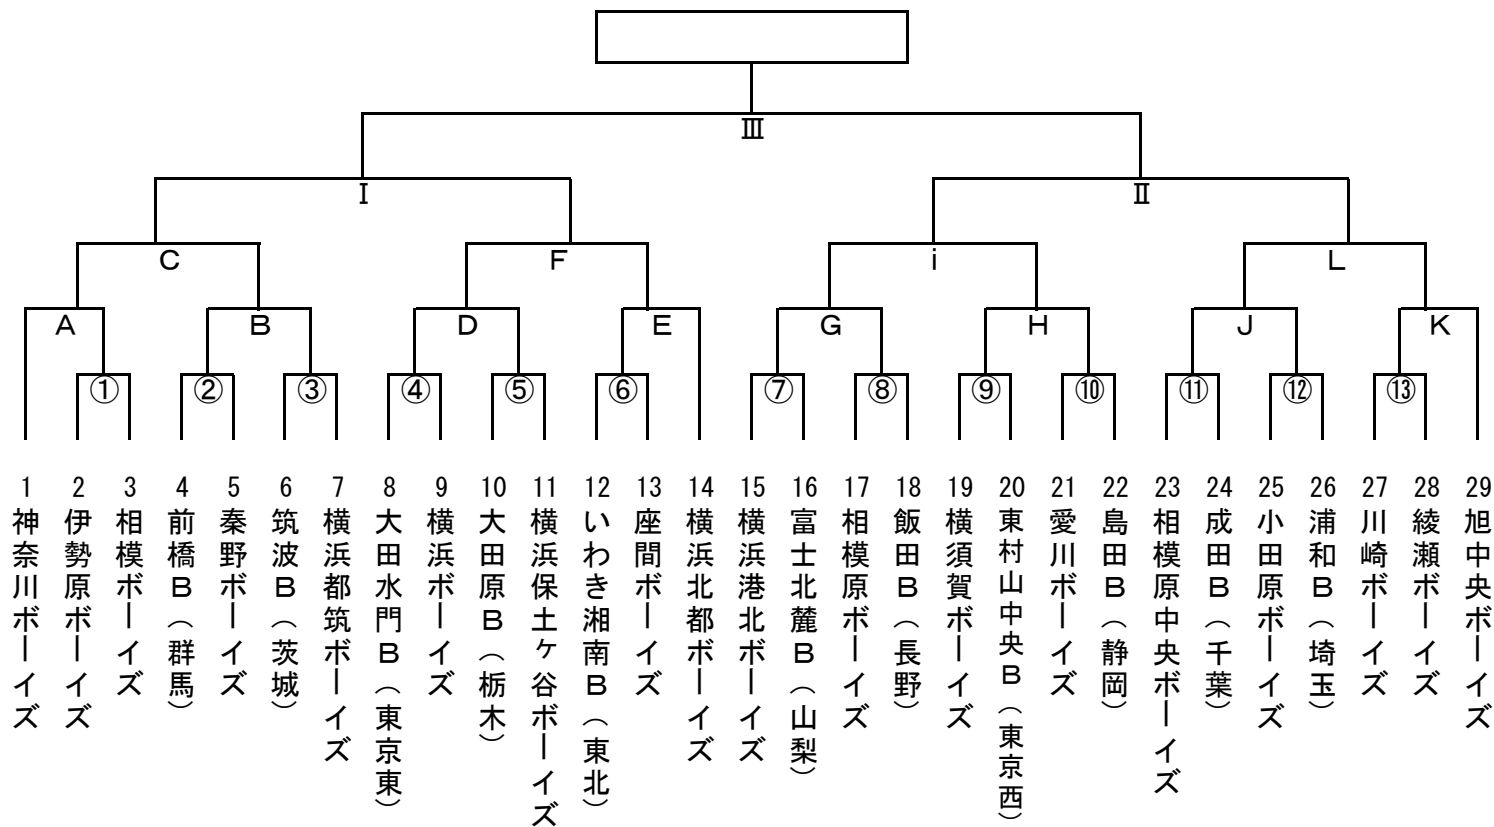 Ⅲ
Ⅰ
Ⅱ
C
F
i
L
A
B
D
E
G
H
J
K
①
②
③
④
⑤
⑥
⑦
⑧
⑨
⑩
⑪
⑫
⑬
1 神奈川ボーイズ
2 伊勢原ボーイズ
3 相模ボーイズ
4 前橋B(群馬)
5 秦野ボーイズ
6 筑波B(茨城)
7 横浜都筑ボーイズ
8 大田水門B(東京東)
9 横浜ボーイズ
10 大田原B(栃木)
11 横浜保土ヶ谷ボーイズ
12 いわき湘南B(東北)
13 座間ボーイズ
14 横浜北都ボーイズ
15 横浜港北ボーイズ
16 富士北麓B(山梨)
17 相模原ボーイズ
18 飯田B(長野)
19 横須賀ボーイズ
20 東村山中央B(東京西)
21 愛川ボーイズ
22 島田B(静岡)
23 相模原中央ボーイズ
24 成田B(千葉)
25 小田原ボーイズ
26 浦和B(埼玉)
27 川崎ボーイズ
28 綾瀬ボーイズ
29 旭中央ボーイズ